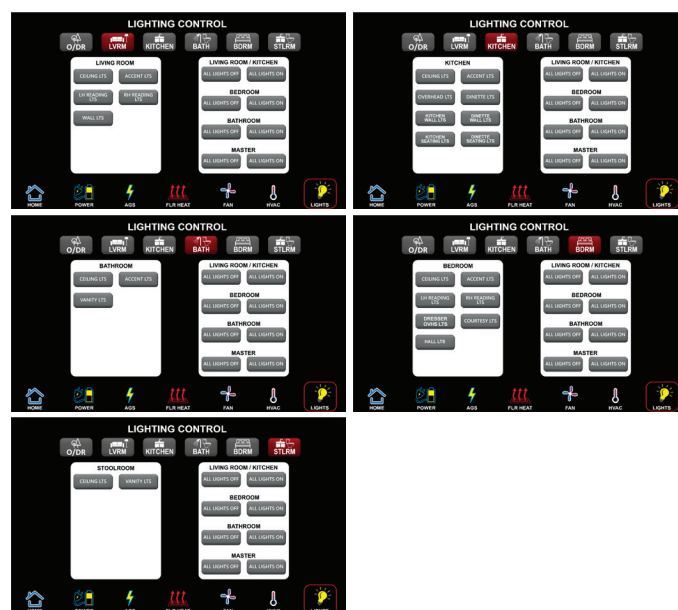 LIGHTING CONTROL
O/DR LVRM KITCHEN BATH BDRM STLRM
LIVING ROOM
CEILING LTS ACCENT LTS
LH READING LTS RH READING LTS
WALL LTS
LIVING ROOM / KITCHEN
ALL LIGHTS OFF ALL LIGHTS ON
BEDROOM
ALL LIGHTS OFF ALL LIGHTS ON
BATHROOM
ALL LIGHTS OFF ALL LIGHTS ON
MASTER
ALL LIGHTS OFF ALL LIGHTS ON
HOME POWER AGS FLR HEAT FAN HVAC LIGHTS
LIGHTING CONTROL
O/DR LVRM KITCHEN BATH BDRM STLRM
KITCHEN
CEILING LTS ACCENT LTS
OVERHEAD LTS DINETTE LTS
KITCHEN WALL LTS DINETTE WALL LTS
KITCHEN SEATING LTS DINETTE SEATING LTS
LIVING ROOM / KITCHEN
ALL LIGHTS OFF ALL LIGHTS ON
BEDROOM
ALL LIGHTS OFF ALL LIGHTS ON
BATHROOM
ALL LIGHTS OFF ALL LIGHTS ON
MASTER
ALL LIGHTS OFF ALL LIGHTS ON
HOME POWER AGS FLR HEAT FAN HVAC LIGHTS
LIGHTING CONTROL
O/DR LVRM KITCHEN BATH BDRM STLRM
BATHROOM
CEILING LTS ACCENT LTS
VANITY LTS
LIVING ROOM / KITCHEN
ALL LIGHTS OFF ALL LIGHTS ON
BEDROOM
ALL LIGHTS OFF ALL LIGHTS ON
BATHROOM
ALL LIGHTS OFF ALL LIGHTS ON
MASTER
ALL LIGHTS OFF ALL LIGHTS ON
HOME POWER AGS FLR HEAT FAN HVAC LIGHTS
LIGHTING CONTROL
O/DR LVRM KITCHEN BATH BDRM STLRM
BEDROOM
CEILING LTS ACCENT LTS
LH READING LTS RH READING LTS
DRESSER OVHS LTS COURTESY LTS
HALL LTS
LIVING ROOM / KITCHEN
ALL LIGHTS OFF ALL LIGHTS ON
BEDROOM
ALL LIGHTS OFF ALL LIGHTS ON
BATHROOM
ALL LIGHTS OFF ALL LIGHTS ON
MASTER
ALL LIGHTS OFF ALL LIGHTS ON
HOME POWER AGS FLR HEAT FAN HVAC LIGHTS
LIGHTING CONTROL
O/DR LVRM KITCHEN BATH BDRM STLRM
STOOLROOM
CEILING LTS VANITY LTS
LIVING ROOM / KITCHEN
ALL LIGHTS OFF ALL LIGHTS ON
BEDROOM
ALL LIGHTS OFF ALL LIGHTS ON
BATHROOM
ALL LIGHTS OFF ALL LIGHTS ON
MASTER
ALL LIGHTS OFF ALL LIGHTS ON
HOME POWER AGS FLR HEAT FAN HVAC LIGHTS